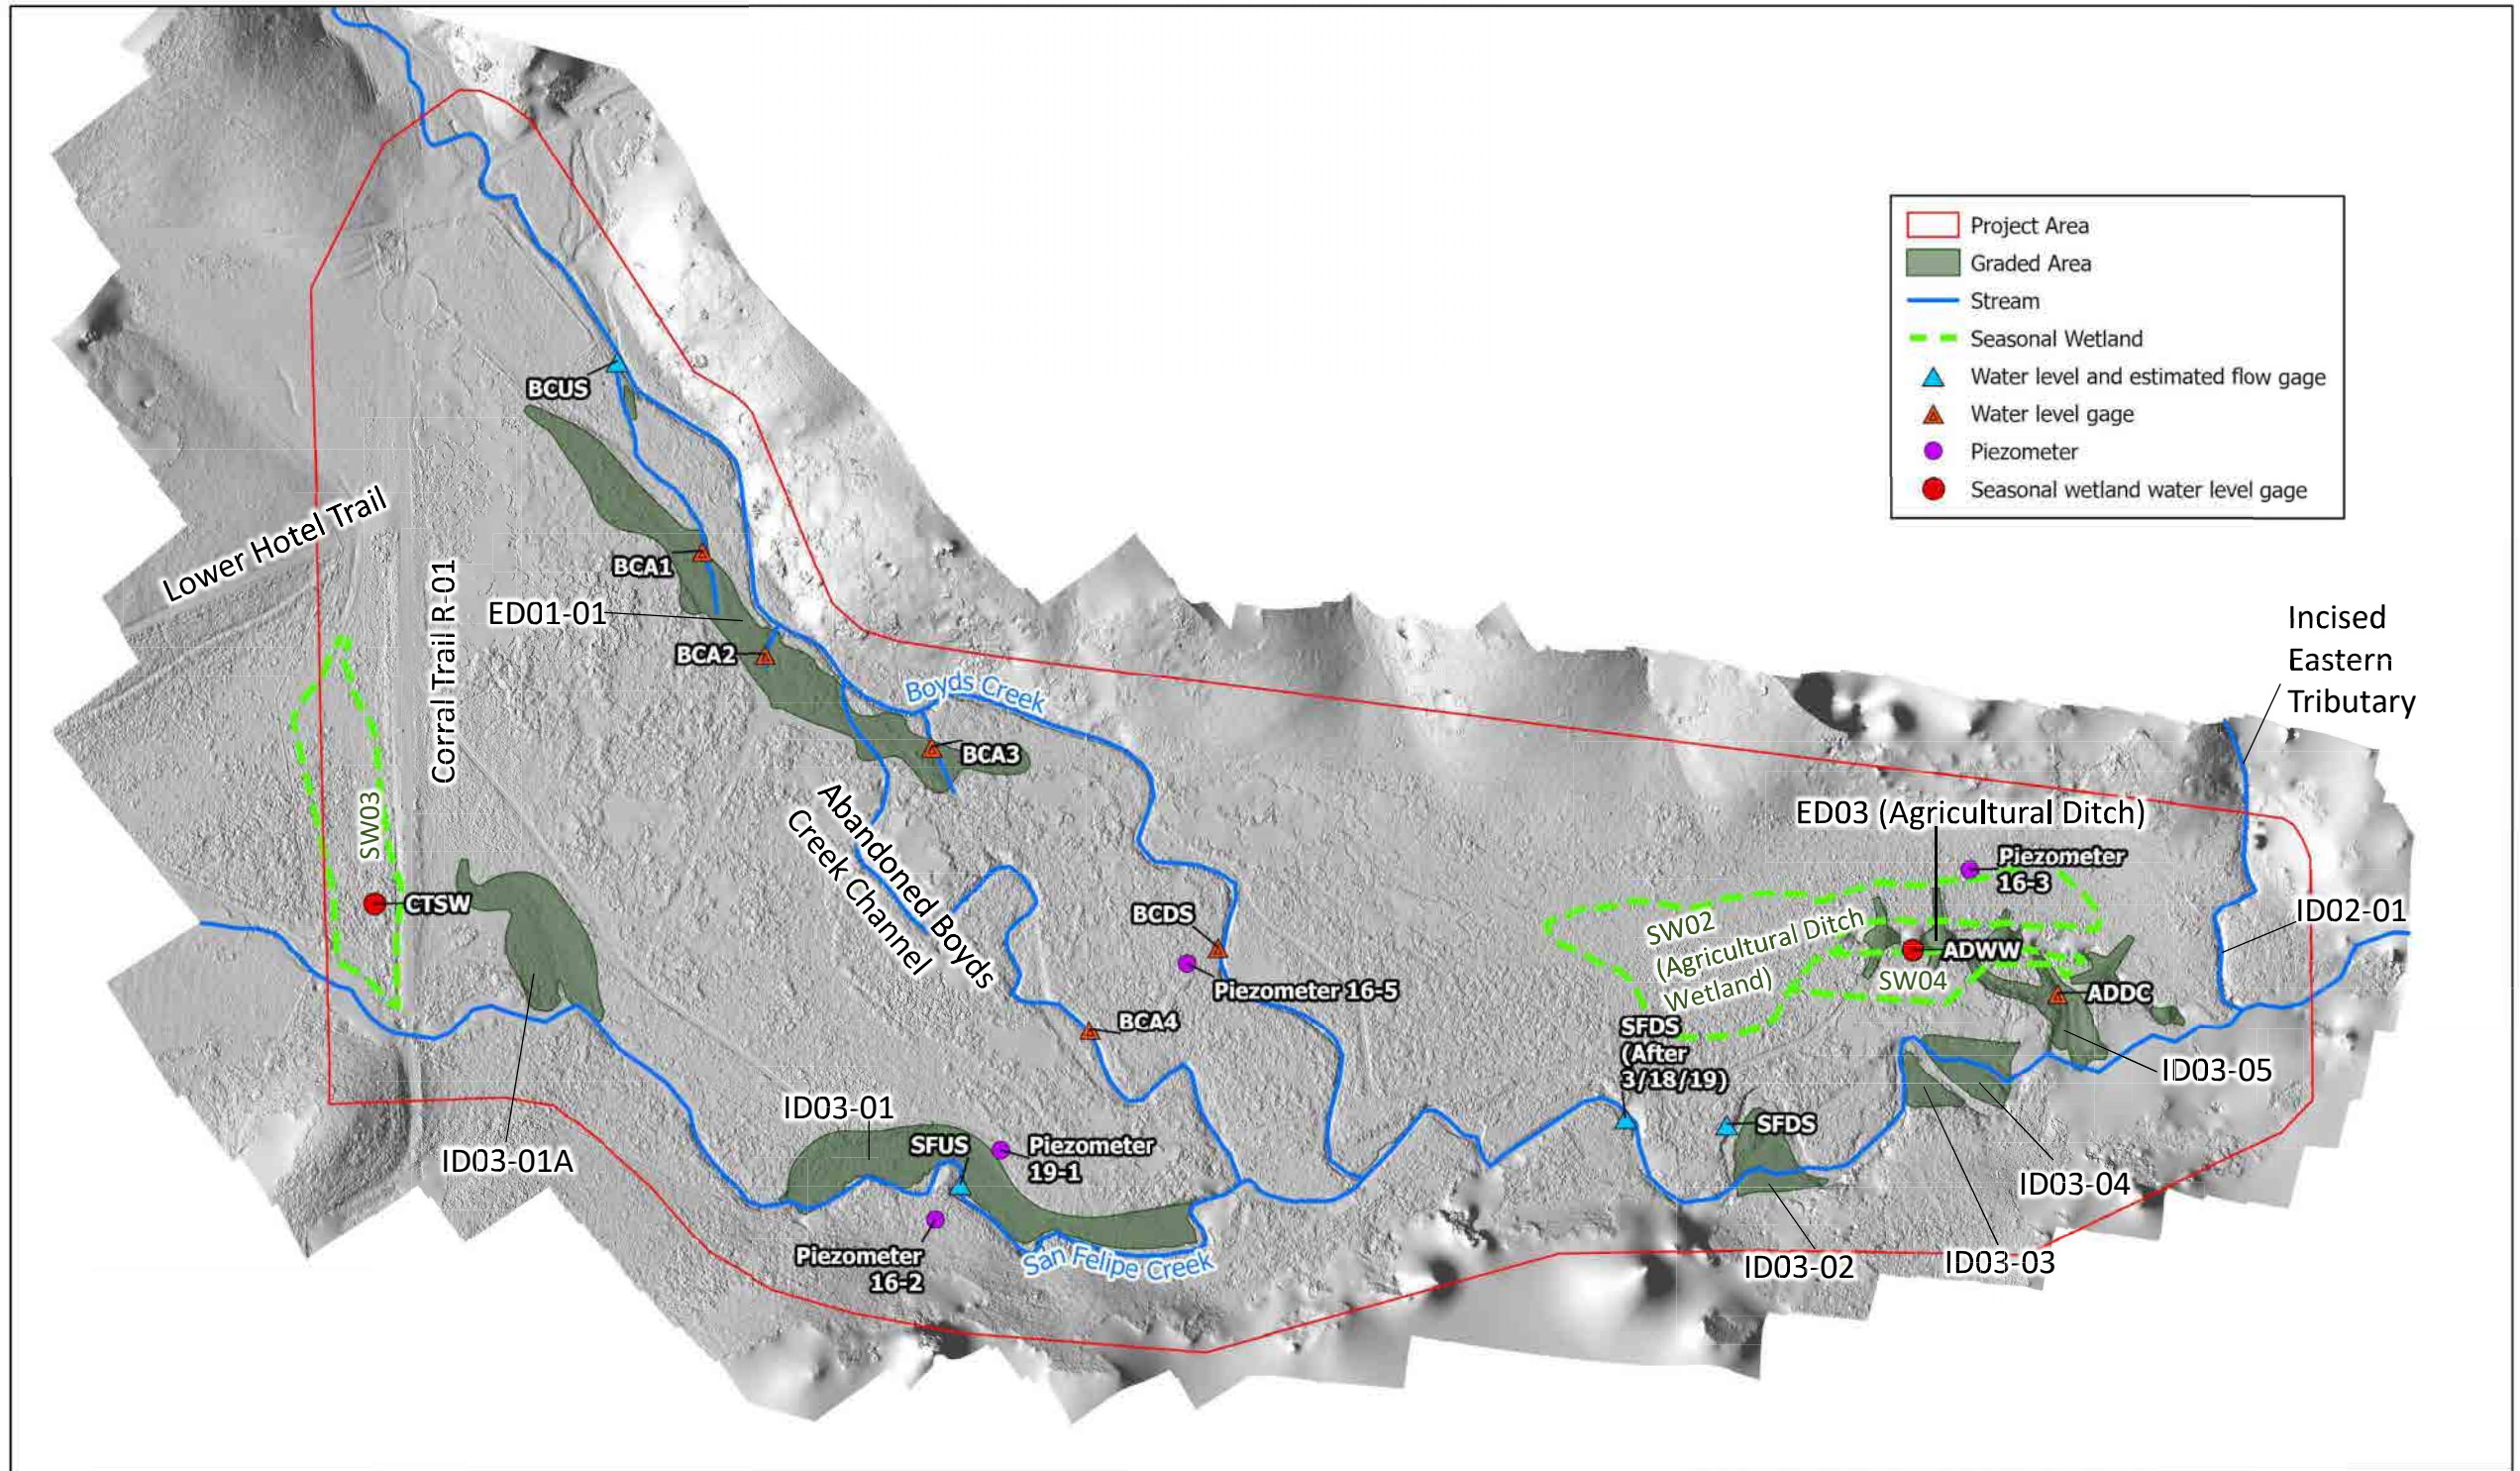 Project Area
Graded Area
Stream
Seasonal Wetland
Water level and estimated flow gage
Water level gage
Piezometer
Seasonal wetland water level gage
BCUS
Lower Hotel Trail
Corral Trail R-01
BCA1
ED01-01
BCA2
Boyds Creek
BCA3
Abandoned Boyds
Creek Channel
SW03
CTSW
Incised
Eastern
Tributary
ED03 (Agricultural Ditch)
Piezometer
16-3
ID02-01
BCDS
SW02
(Agricultural Ditch
Wetland)
ADWW
SW04
ADDC
Piezometer 16-5
BCA4
SFDS
(After
3/18/19)
ID03-05
ID03-01
SFUS
Piezometer
19-1
SFDS
ID03-01A
ID03-04
Piezometer
16-2
San Felipe Creek
ID03-02
ID03-03